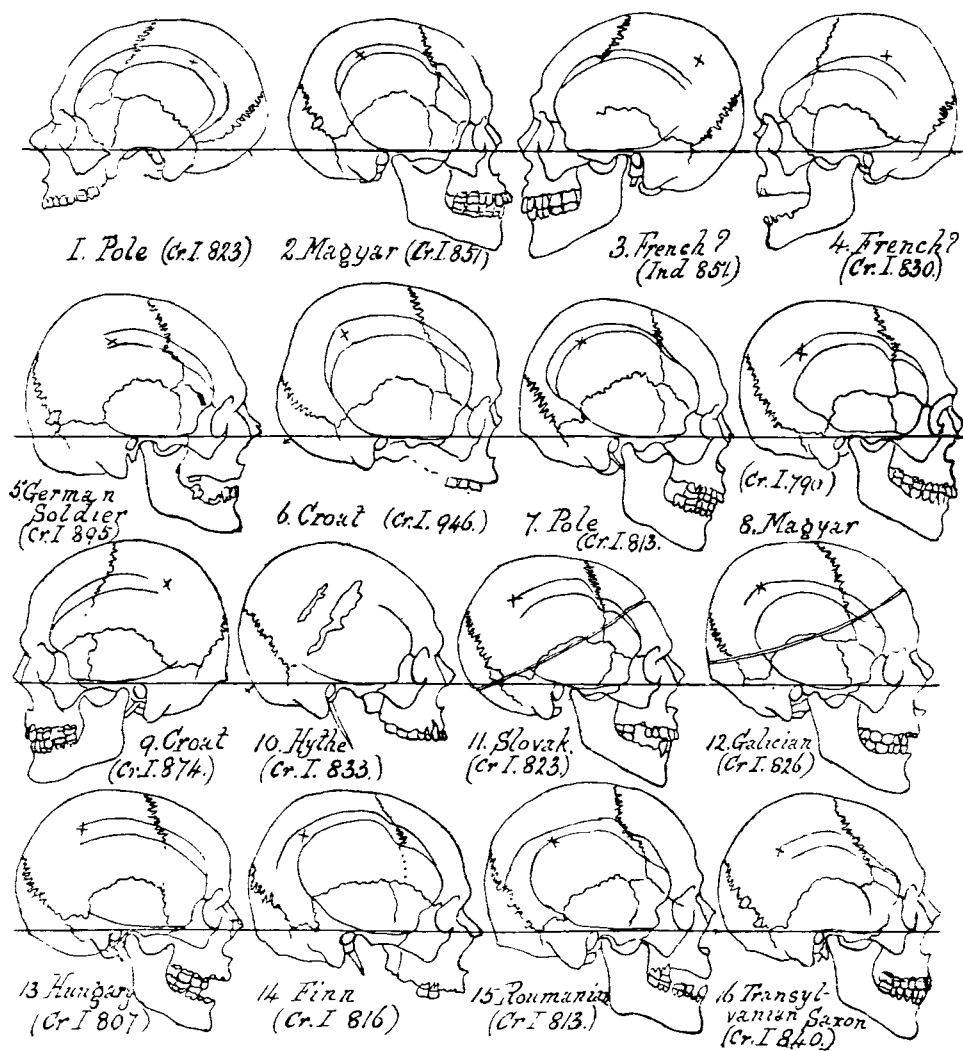 1. Pole (Cr.I.823)
2. Magyar (Cr.I.851)
3. French?
(Ind 851.)
4. French?
(Cr.I.830.)
5 German
Soldier
(Cr.I 895)
6. Croat (Cr.I.946.)
7. Pole
(Cr.I.813.
(Cr.I.790)
8. Magyar
9. Croat
(Cr.I.874.)
10. Hythe
(Cr.I.833.)
11. Slovak.
(Cr.I.823.)
12. Galician
(Cr.I.826)
13 Hungary
(Cr.I 807)
14 Finn
(Cr.I 816)
15. Roumania
(Cr.I 813.)
16 Transyl-
vanian Saxon
(Cr.I 840.)